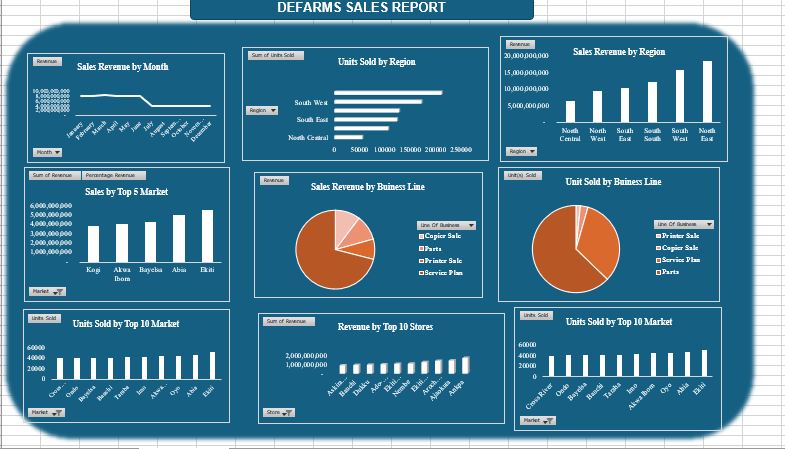 DEFARMS SALES REPORT
Revenue
Sales Revenue by Month
10,000,000,000
8,000,000,000
6,000,000,000
4,000,000,000
2,000,000,000
January
February
March
April
May
June
July
August
Septem...
October
Novem...
December
Month
Sum of Units Sold
Units Sold by Region
Region
South West
South East
North Central
0 50000 100000 150000 200000 250000
Revenue
Sales Revenue by Region
20,000,000,000
15,000,000,000
10,000,000,000
5,000,000,000
-
North Central
North West
South East
South South
South West
North East
Region
Sum of Revenue
Percentage Revenue
Sales by Top 5 Market
6,000,000,000
5,000,000,000
4,000,000,000
3,000,000,000
2,000,000,000
1,000,000,000
-
Kogi
Akwa Ibom
Bayelsa
Abia
Ekiti
Market
Revenue
Sales Revenue by Buiness Line
Line Of Business
Copier Sale
Parts
Printer Sale
Service Plan
Unit(s) Sold
Unit Sold by Buiness Line
Line Of Business
Printer Sale
Copier Sale
Service Plan
Parts
Units Sold
Units Sold by Top 10 Market
60000
40000
20000
0
Cross...
Ondo
Bayelsa
Bauchi
Taraba
Imo
Akwa...
Oyo
Abia
Ekiti
Market
Sum of Revenue
Revenue by Top 10 Stores
2,000,000,000
1,000,000,000
-
Bauchi
Dukku
Ado-...
Ekiti...
Nembe
Ekiti...
Ajaokuta
Ankpa
Store
Units Sold
Units Sold by Top 10 Market
60000
40000
20000
0
Cross River
Ondo
Bayelsa
Bauchi
Taraba
Imo
Akwa Ibom
Oyo
Abia
Ekiti
Market